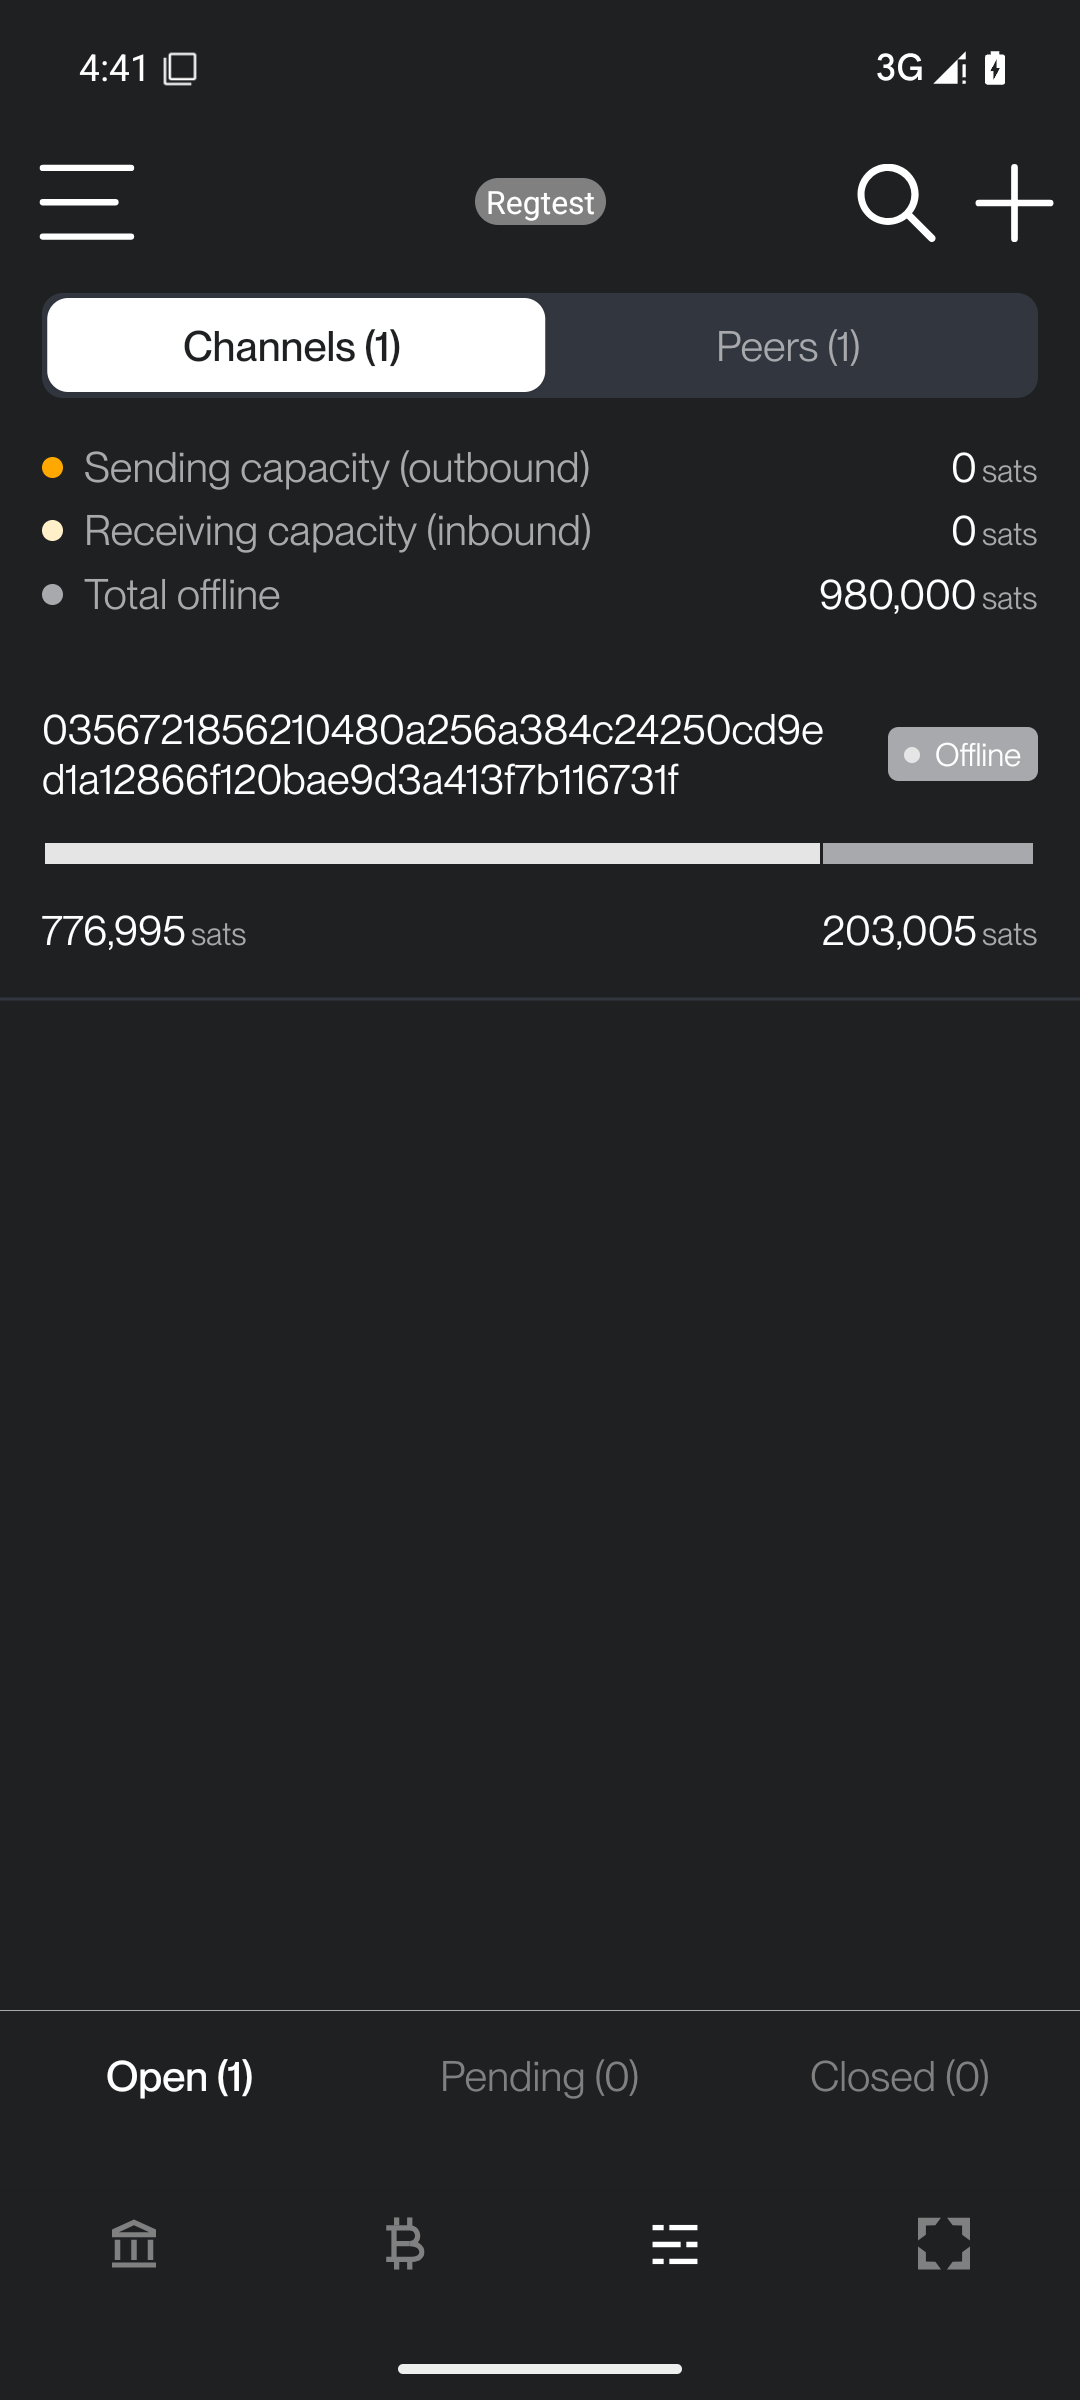 4:41
3G
Regtest
Channels (1)
Peers (1)
Sending capacity (outbound)
0 sats
Receiving capacity (inbound)
0 sats
Total offline
980,000 sats
0356721856210480a256a384c24250cd9e
d1a12866f120bae9d3a413f7b116731f
Offline
776,995 sats
203,005 sats
Open (1)
Pending (0)
Closed (0)